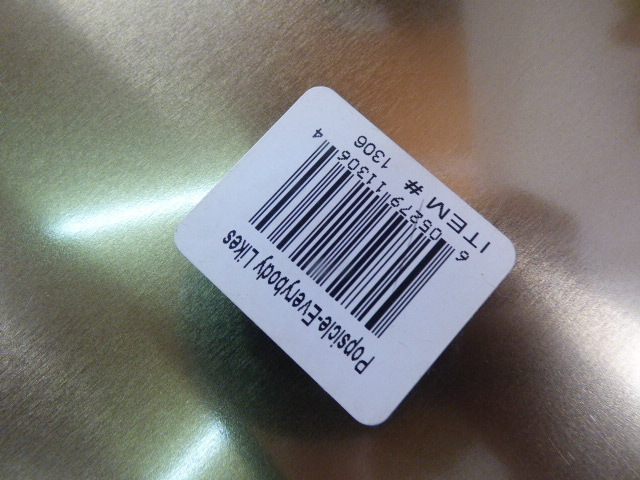 Popsicle-Everybody Likes
6 05279 11306 4
ITEM # 1306